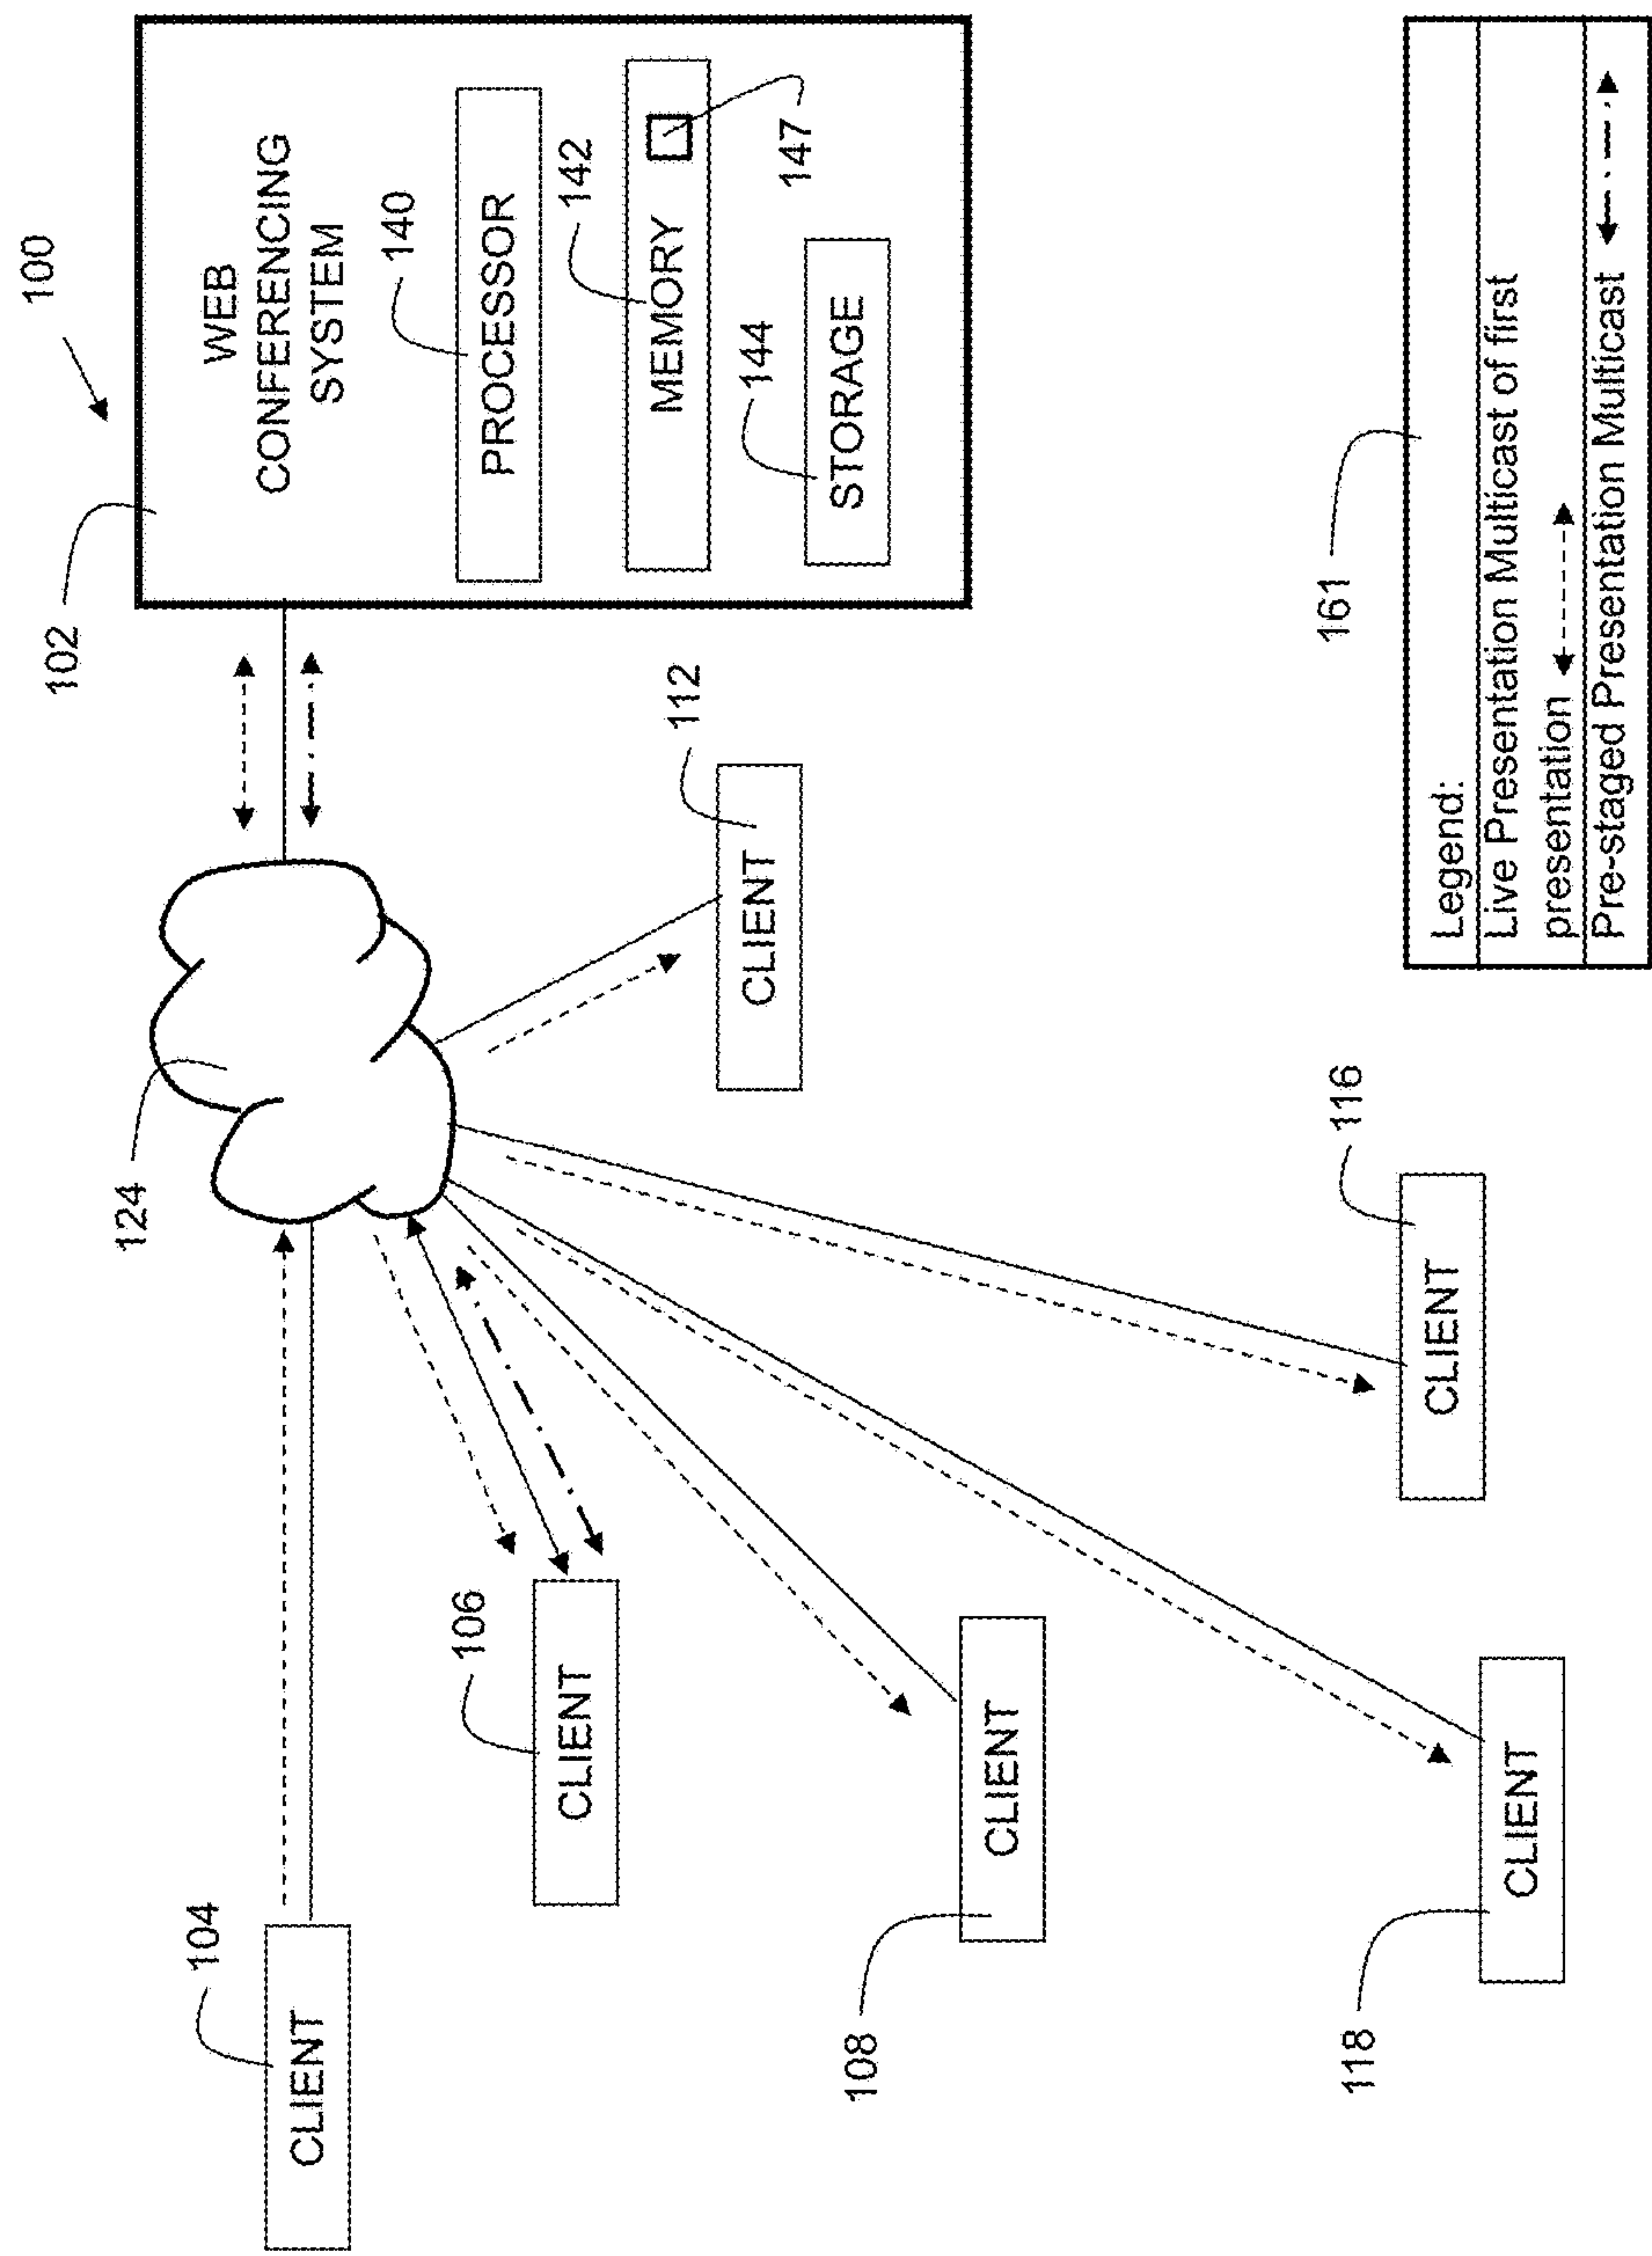 100
102
WEB
CONFERENCING
SYSTEM
140
PROCESSOR
142
MEMORY
147
144
STORAGE
124
104
CLIENT
106
CLIENT
108
CLIENT
112
CLIENT
116
CLIENT
118
CLIENT
161
Legend:
Live Presentation Multicast of first
presentation
Pre-staged Presentation Multicast